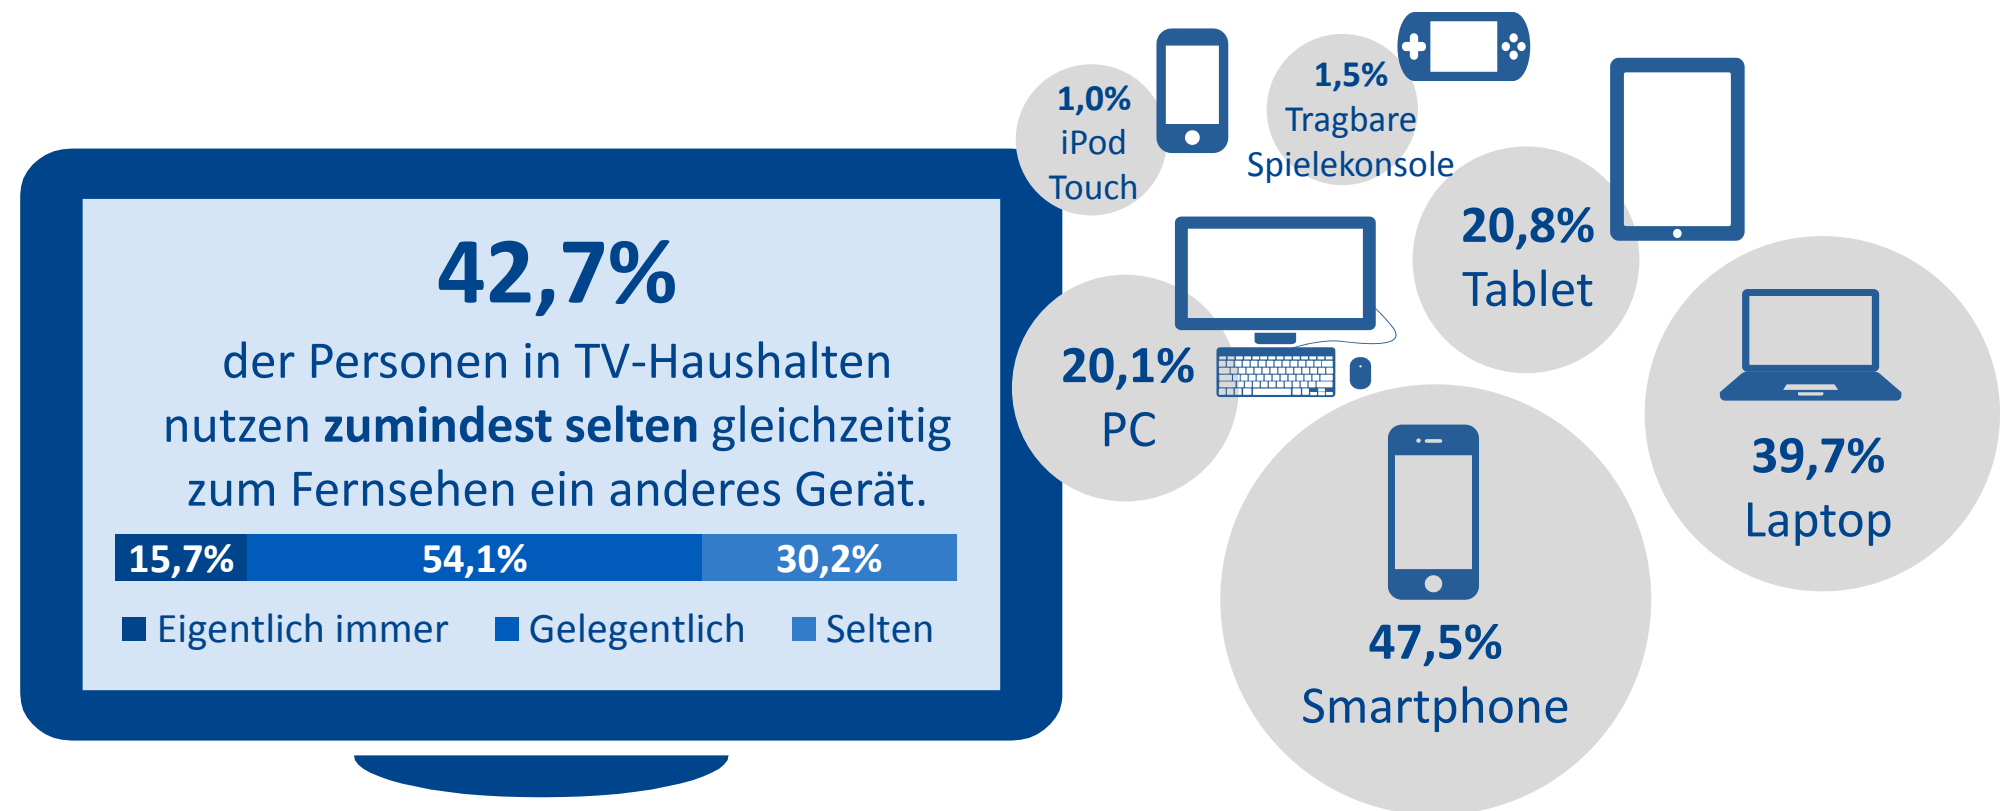 42,7%
der Personen in TV-Haushalten
nutzen zumindest selten gleichzeitig
zum Fernsehen ein anderes Gerät.
15,7% 54,1% 30,2%
Eigentlich immer Gelegentlich Selten
1,0%
iPod
Touch
1,5%
Tragbare
Spielekonsole
20,8%
Tablet
20,1%
PC
39,7%
Laptop
47,5%
Smartphone